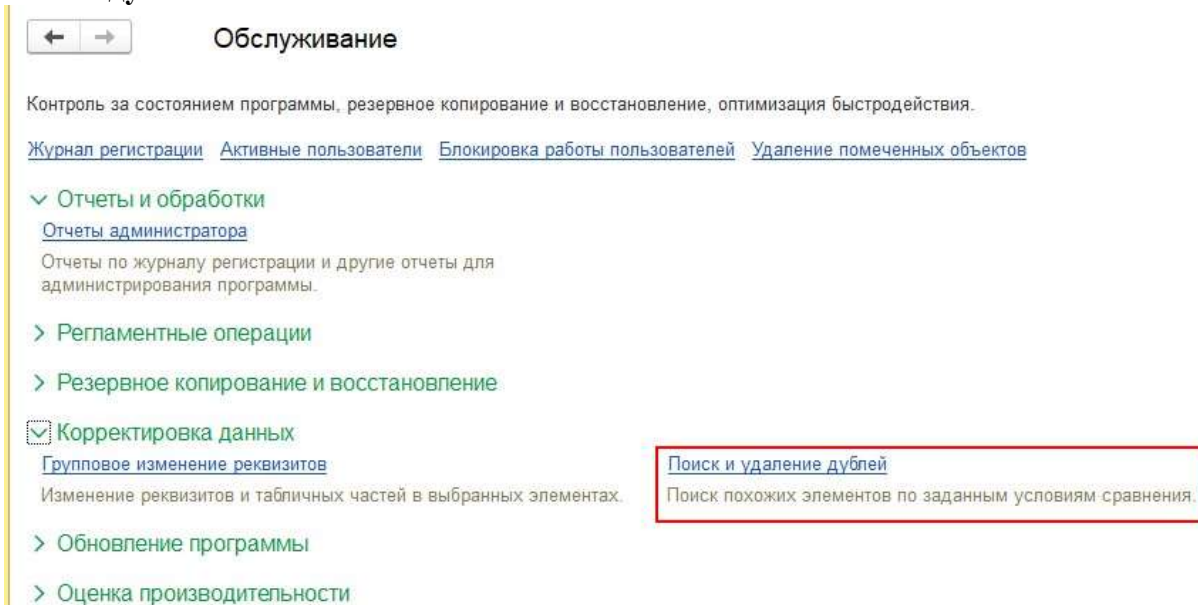 Обслуживание
Контроль за состоянием программы, резервное копирование и восстановление, оптимизация быстродействия.
Журнал регистрации Активные пользователи Блокировка работы пользователей Удаление помеченных объектов
Отчеты и обработки
Отчеты администратора
Отчеты по журналу регистрации и другие отчеты для
администрирования программы.
Регламентные операции
Резервное копирование и восстановление
Корректировка данных
Групповое изменение реквизитов Поиск и удаление дублей
Изменение реквизитов и табличных частей в выбранных элементах. Поиск похожих элементов по заданным условиям сравнения.
Обновление программы
Оценка производительности